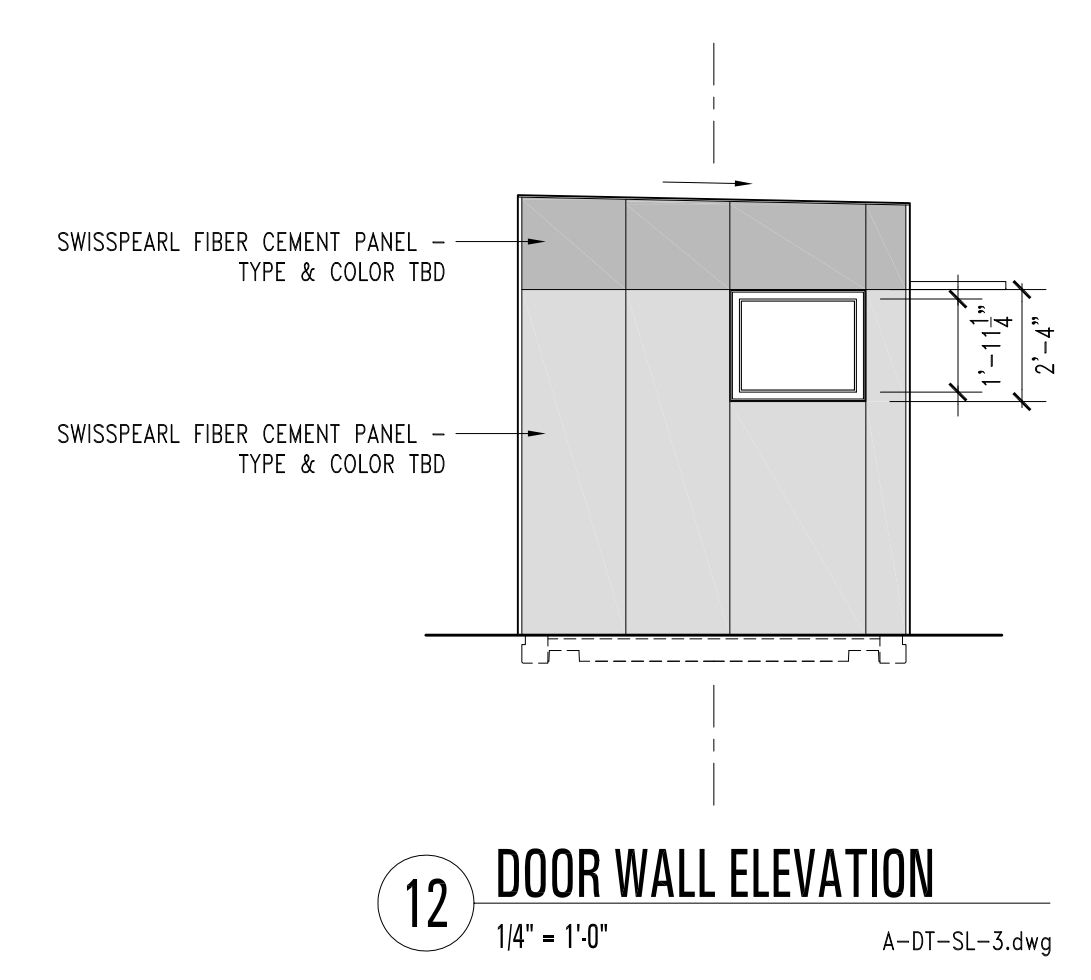 SWISSPEARL FIBER CEMENT PANEL –
TYPE & COLOR TBD
1'–11 1/4"
2'–4"
SWISSPEARL FIBER CEMENT PANEL –
TYPE & COLOR TBD
12
DOOR WALL ELEVATION
1/4" = 1'-0"
A–DT–SL–3.dwg